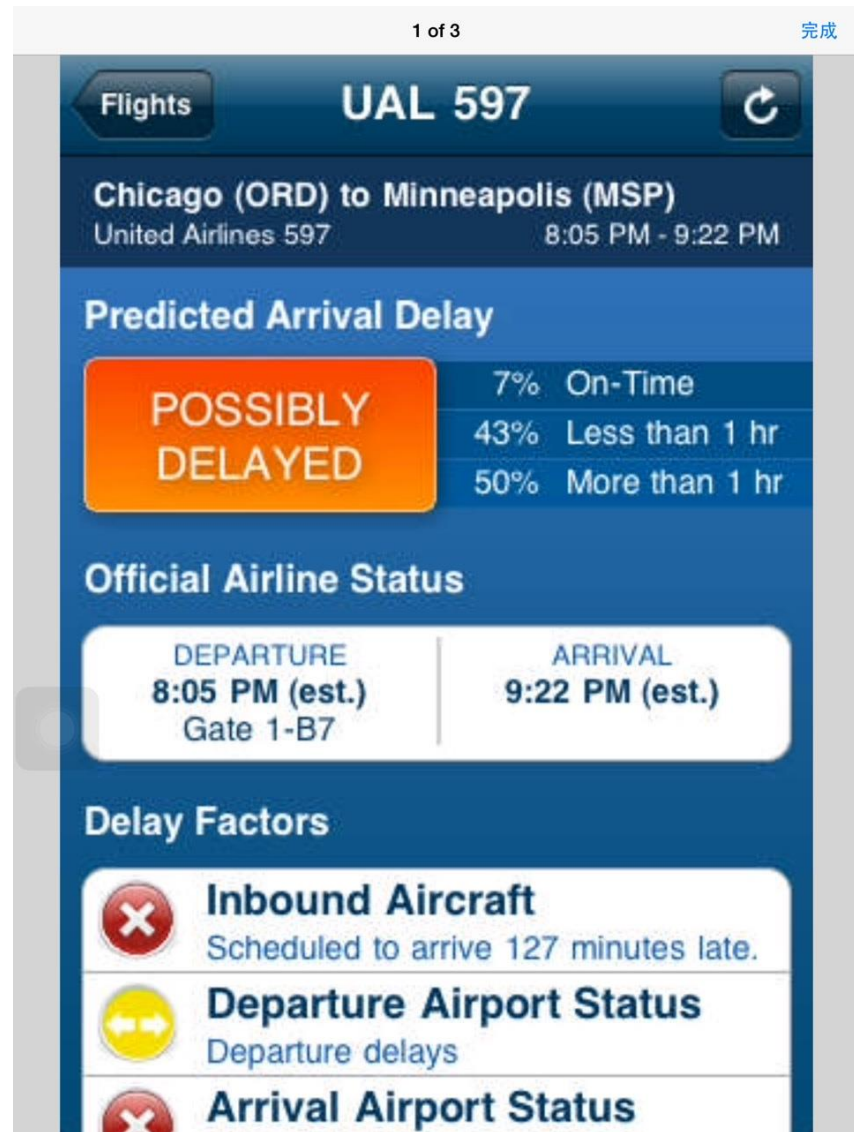 1 of 3
完成
Flights
UAL 597
Chicago (ORD) to Minneapolis (MSP)
United Airlines 597
8:05 PM - 9:22 PM
Predicted Arrival Delay
POSSIBLY
DELAYED
7% On-Time
43% Less than 1 hr
50% More than 1 hr
Official Airline Status
DEPARTURE
8:05 PM (est.)
Gate 1-B7
ARRIVAL
9:22 PM (est.)
Delay Factors
Inbound Aircraft
Scheduled to arrive 127 minutes late.
Departure Airport Status
Departure delays
Arrival Airport Status